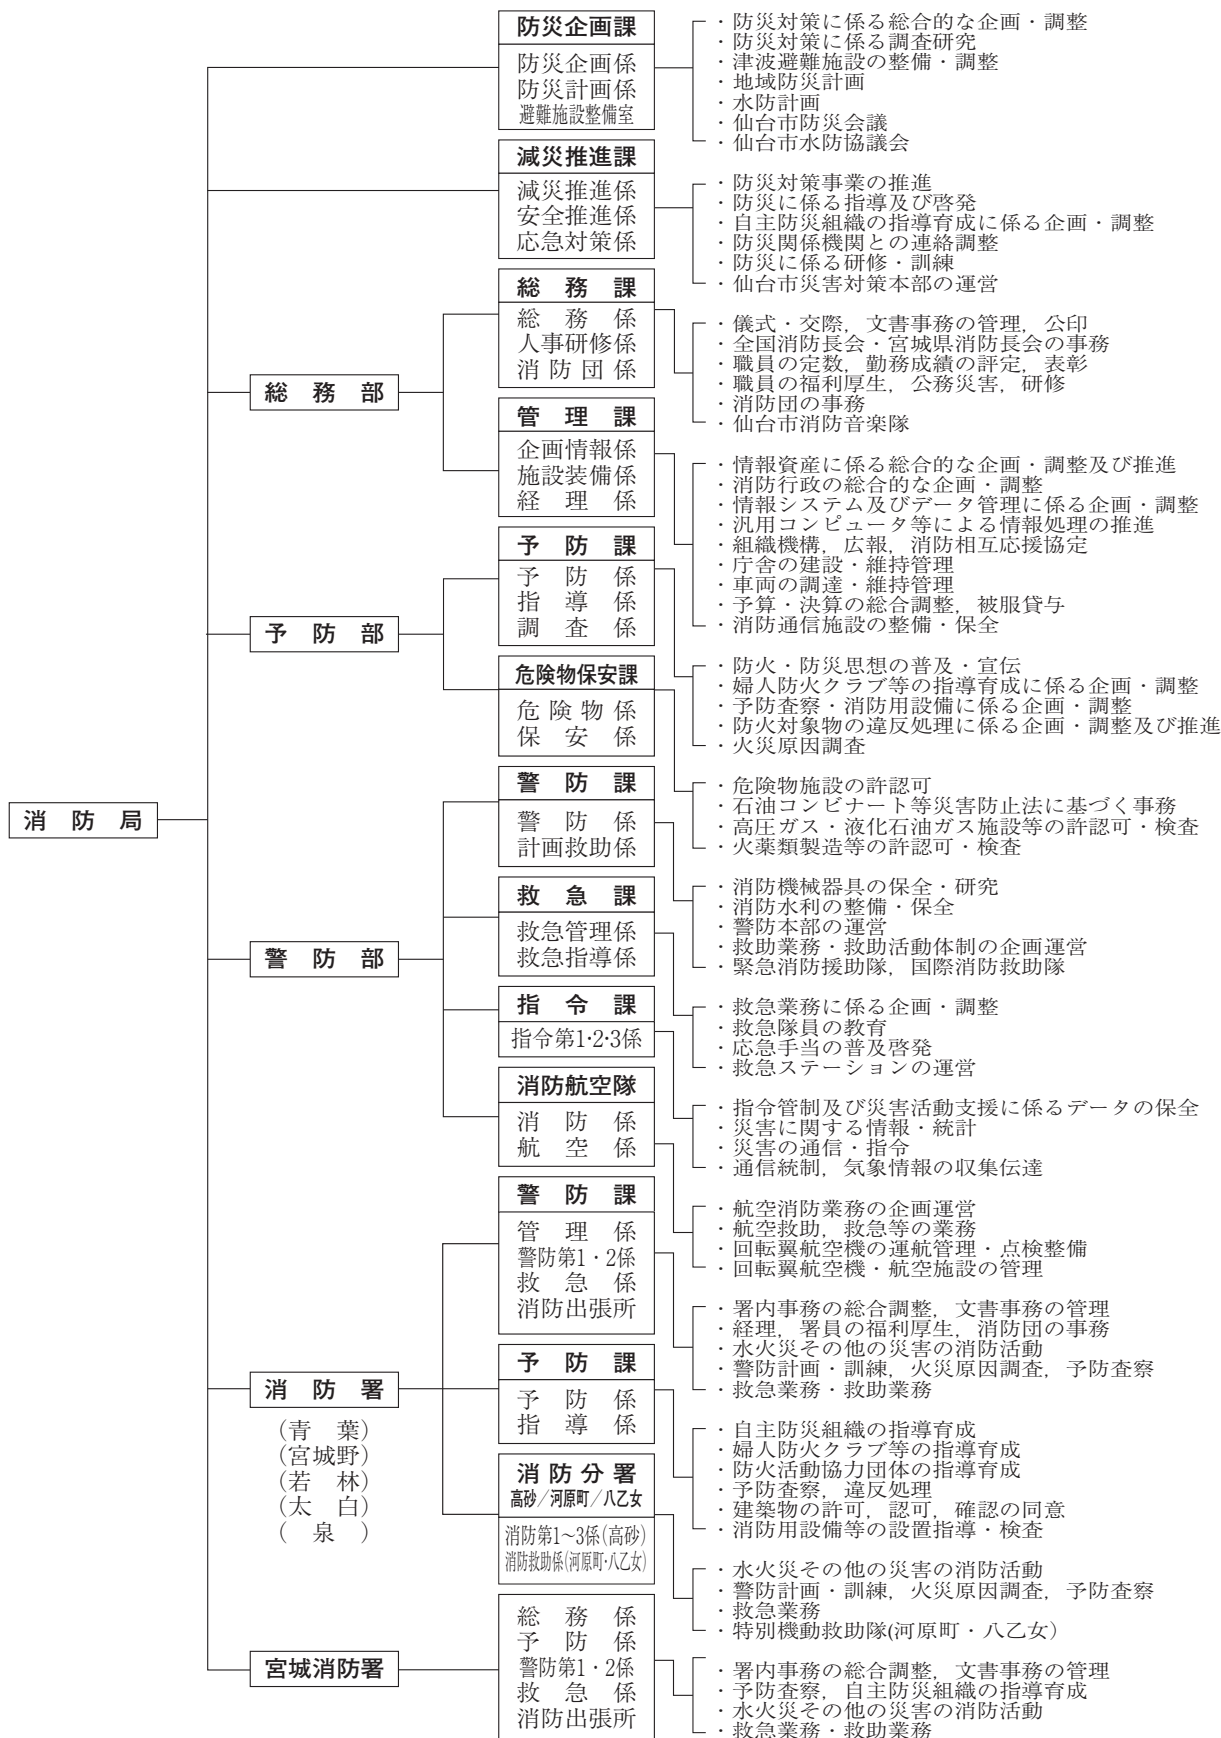 消防局
防災企画課
防災企画係
防災計画係
避難施設整備室
・防災対策に係る総合的な企画・調整
・防災対策に係る調査研究
・津波避難施設の整備・調整
・地域防災計画
・水防計画
・仙台市防災会議
・仙台市水防協議会
減災推進課
減災推進係
安全推進係
応急対策係
・防災対策事業の推進
・防災に係る指導及び啓発
・自主防災組織の指導育成に係る企画・調整
・防災関係機関との連絡調整
・防災に係る研修・訓練
・仙台市災害対策本部の運営
総務部
総務課
総務係
人事研修係
消防団係
・儀式・交際，文書事務の管理，公印
・全国消防長会・宮城県消防長会の事務
・職員の定数，勤務成績の評定，表彰
・職員の福利厚生，公務災害，研修
・消防団の事務
・仙台市消防音楽隊
管理課
企画情報係
施設装備係
経理係
・情報資産に係る総合的な企画・調整及び推進
・消防行政の総合的な企画・調整
・情報システム及びデータ管理に係る企画・調整
・汎用コンピュータ等による情報処理の推進
・組織機構，広報，消防相互応援協定
・庁舎の建設・維持管理
・車両の調達・維持管理
・予算・決算の総合調整，被服貸与
・消防通信施設の整備・保全
予防部
予防課
予防係
指導係
調査係
・防火・防災思想の普及・宣伝
・婦人防火クラブ等の指導育成に係る企画・調整
・予防査察・消防用設備に係る企画・調整
・防火対象物の違反処理に係る企画・調整及び推進
・火災原因調査
危険物保安課
危険物係
保安係
・危険物施設の許認可
・石油コンビナート等災害防止法に基づく事務
・高圧ガス・液化石油ガス施設等の許認可・検査
・火薬類製造等の許認可・検査
警防部
警防課
警防係
計画救助係
・消防機械器具の保全・研究
・消防水利の整備・保全
・警防本部の運営
・救助業務・救助活動体制の企画運営
・緊急消防援助隊，国際消防救助隊
救急課
救急管理係
救急指導係
・救急業務に係る企画・調整
・救急隊員の教育
・応急手当の普及啓発
・救急ステーションの運営
指令課
指令第1･2･3係
・指令管制及び災害活動支援に係るデータの保全
・災害に関する情報・統計
・災害の通信・指令
・通信統制，気象情報の収集伝達
消防航空隊
消防係
航空係
・航空消防業務の企画運営
・航空救助，救急等の業務
・回転翼航空機の運航管理・点検整備
・回転翼航空機・航空施設の管理
消防署
（青葉）
（宮城野）
（若林）
（太白）
（泉）
警防課
管理係
警防第1・2係
救急係
消防出張所
・署内事務の総合調整，文書事務の管理
・経理，署員の福利厚生，消防団の事務
・水火災その他の災害の消防活動
・警防計画・訓練，火災原因調査，予防査察
・救急業務・救助業務
予防課
予防係
指導係
・自主防災組織の指導育成
・婦人防火クラブ等の指導育成
・防火活動協力団体の指導育成
・予防査察，違反処理
・建築物の許可，認可，確認の同意
・消防用設備等の設置指導・検査
消防分署
高砂／河原町／八乙女
消防第1～3係(高砂)
消防救助係(河原町･八乙女)
・水火災その他の災害の消防活動
・警防計画・訓練，火災原因調査，予防査察
・救急業務
・特別機動救助隊(河原町・八乙女）
宮城消防署
総務係
予防係
警防第1・2係
救急係
消防出張所
・署内事務の総合調整，文書事務の管理
・予防査察，自主防災組織の指導育成
・水火災その他の災害の消防活動
・救急業務・救助業務